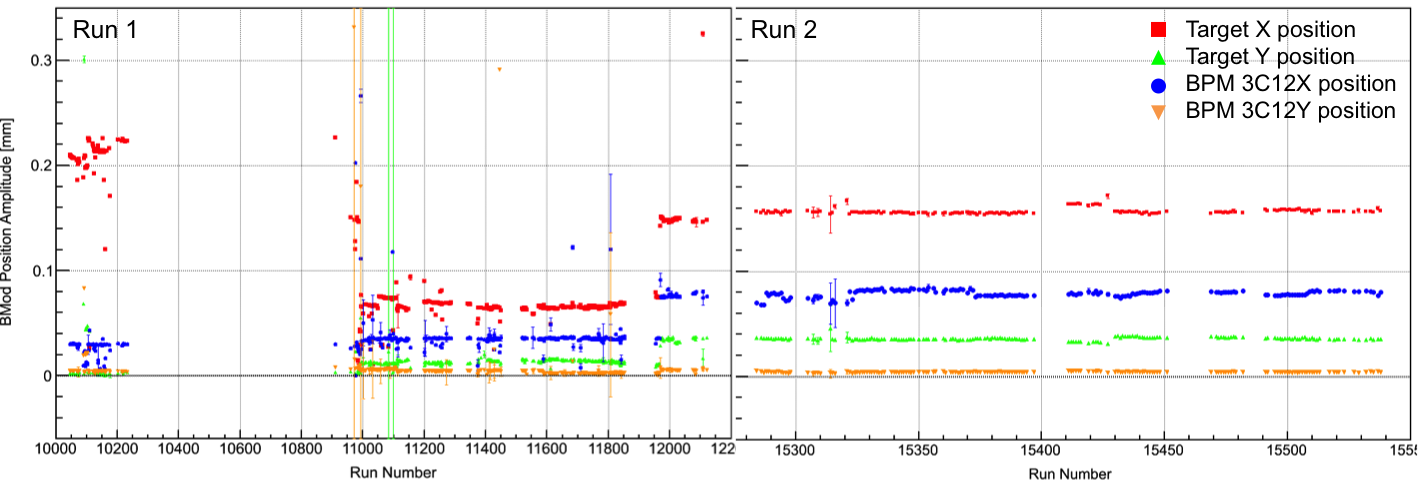 Run 1
Run 2
Target X position
Target Y position
BPM 3C12X position
BPM 3C12Y position
BMod Position Amplitude [mm]
0.3
0.2
0.1
0
10000 10200 10400 10600 10800 11000 11200 11400 11600 11800 12000 1220
15300 15350 15400 15450 15500 1555
Run Number
Run Number